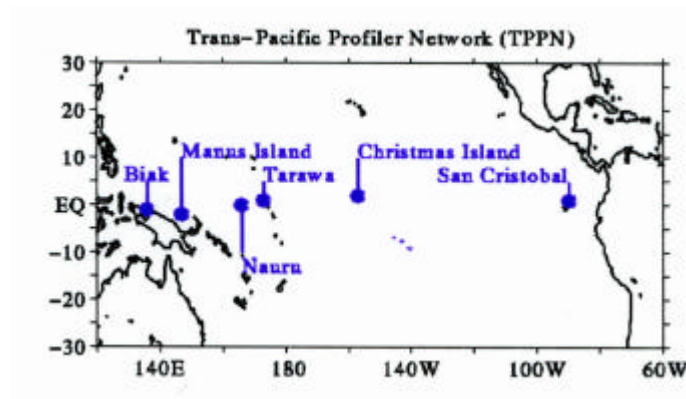 Trans-Pacific Profiler Network (TPPN)
30
20
10
EQ
-10
-20
-30
Manus Island
Christmas Island
Biak
Tarawa
San Cristobal
Nauru
140E
180
140W
100W
60W